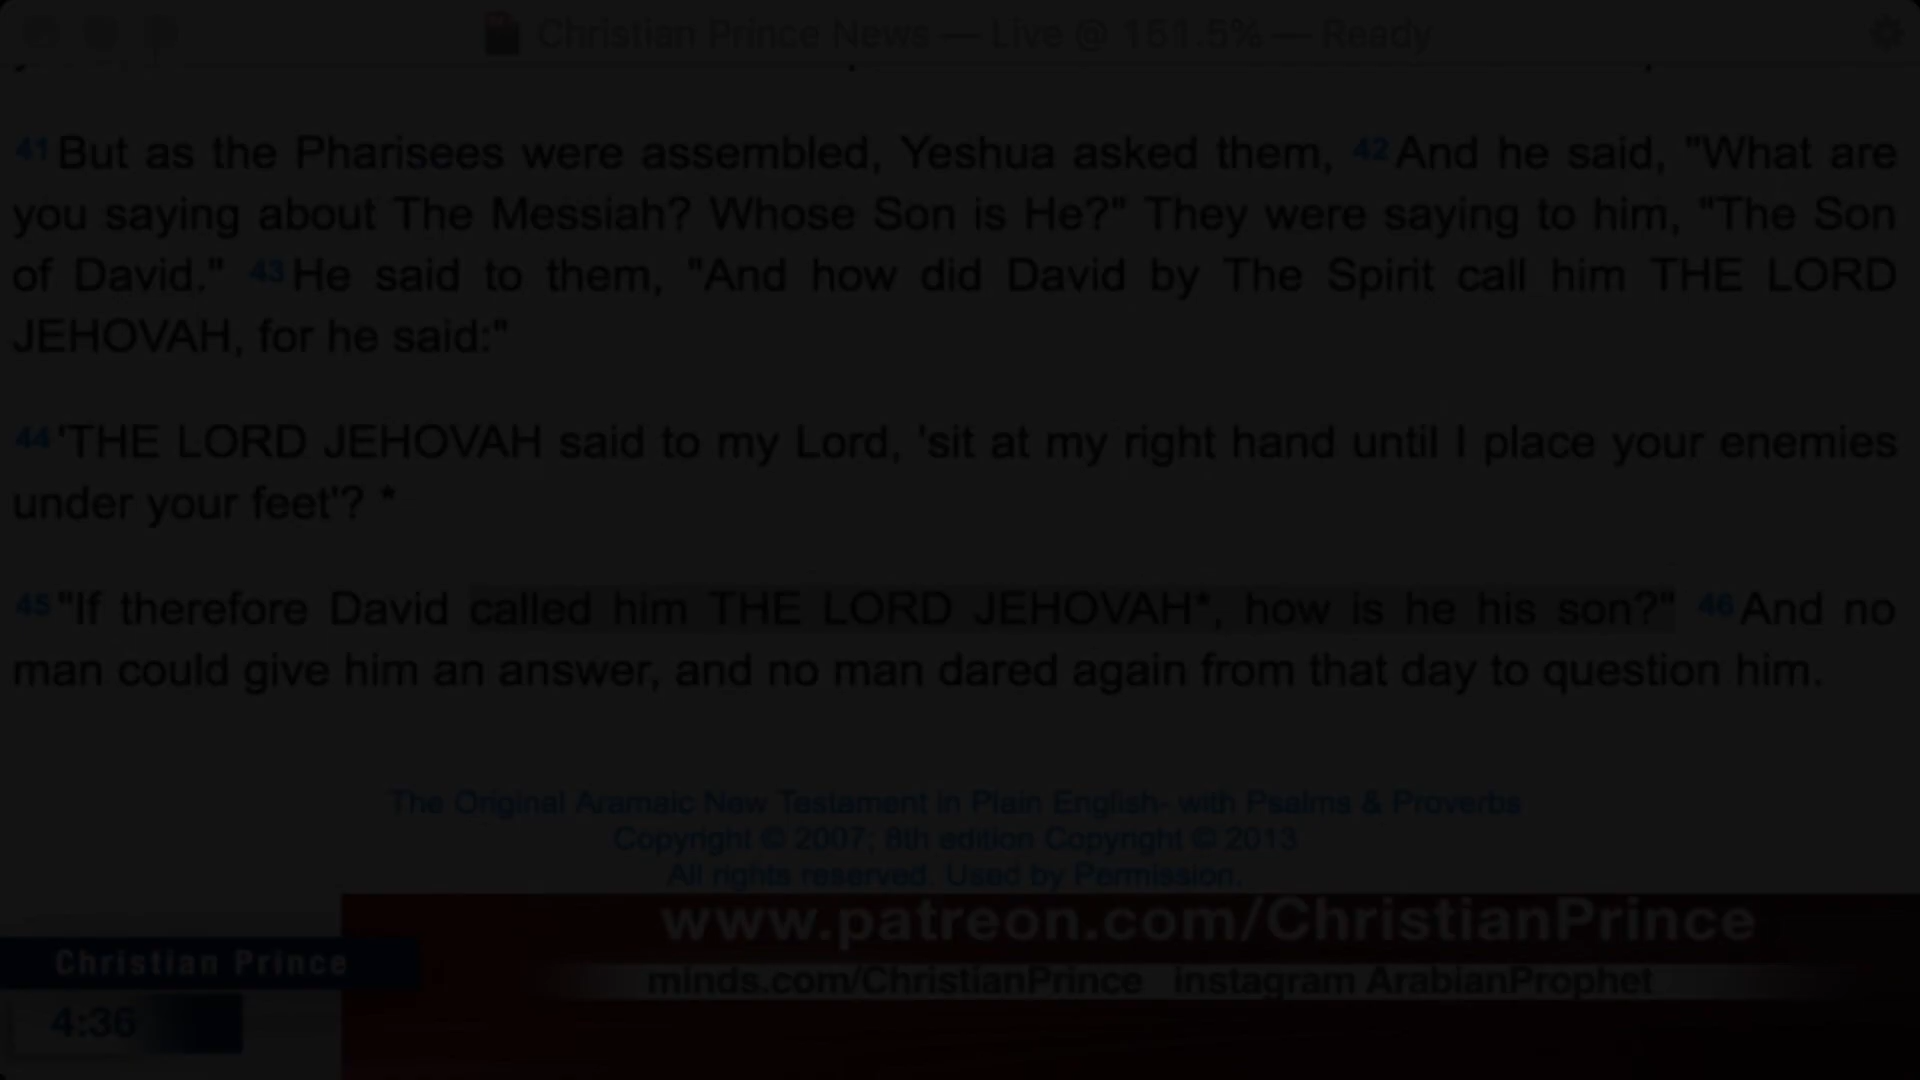 Christian Prince News — Live @ 151.5% — Ready
41 But as the Pharisees were assembled, Yeshua asked them, 42 And he said, "What are
you saying about The Messiah? Whose Son is He?" They were saying to him, "The Son
of David." 43 He said to them, "And how did David by The Spirit call him THE LORD
JEHOVAH, for he said:"
44 'THE LORD JEHOVAH said to my Lord, 'sit at my right hand until I place your enemies
under your feet'? *
45 "If therefore David called him THE LORD JEHOVAH*, how is he his son?" 46 And no
man could give him an answer, and no man dared again from that day to question him.
The Original Aramaic New Testament in Plain English- with Psalms & Proverbs
Copyright © 2007; 8th edition Copyright © 2013
All rights reserved. Used by Permission.
www.patreon.com/ChristianPrince
Christian Prince
minds.com/ChristianPrince instagram ArabianProphet
4:36